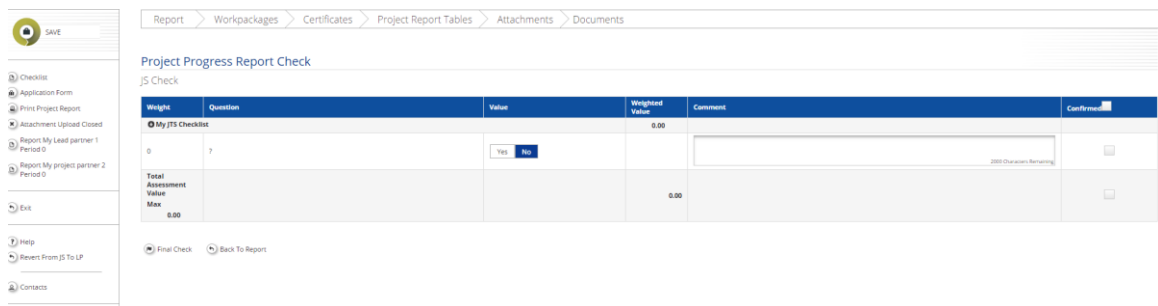 SAVE
Checklist
Application Form
Print Project Report
Attachment Upload Closed
Report My Lead partner 1
Period 0
Report My project partner 2
Period 0
Exit
Help
Revert From JS To LP
Contacts
Report Workpackages Certificates Project Report Tables Attachments Documents
Project Progress Report Check
JS Check
Weight Question Value Weighted Value Comment Confirmed
My JTS Checklist 0.00
0 ? Yes No
2000 Characters Remaining
Total
Assessment
Value
Max
0.00
0.00
Final Check Back To Report